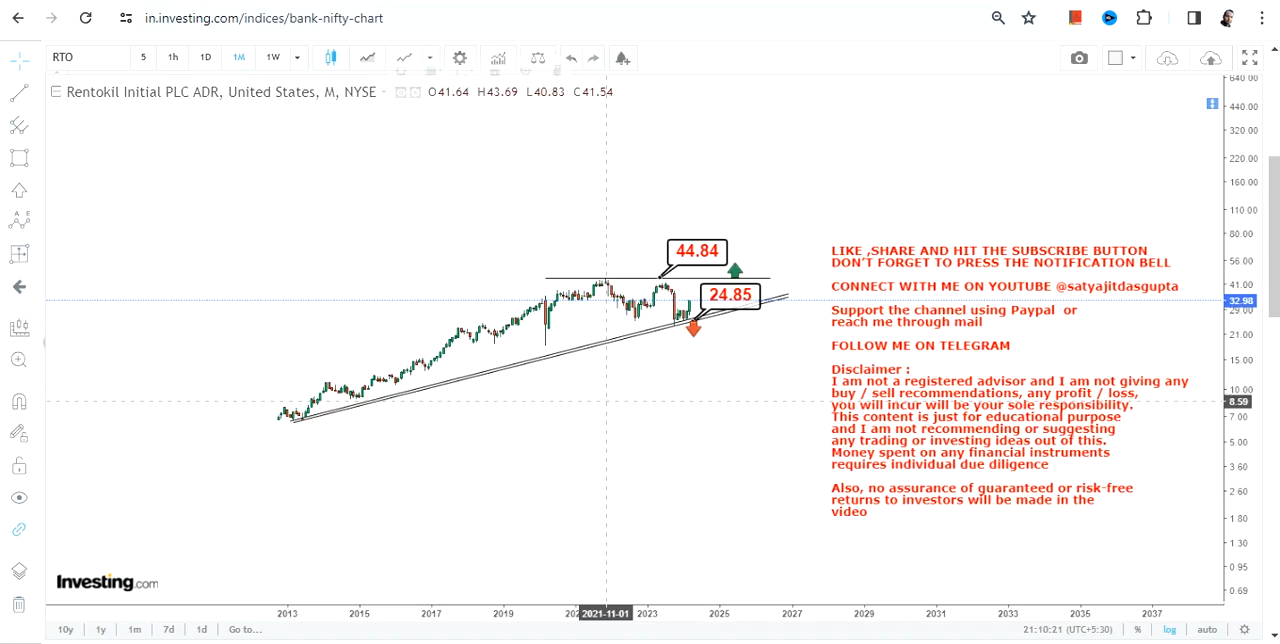 in.investing.com/indices/bank-nifty-chart
RTO 5 1h 1D 1M 1W
Rentokil Initial PLC ADR, United States, M, NYSE O41.64 H43.69 L40.83 C41.54
640.00
440.00
320.00
220.00
160.00
110.00
80.00
56.00
41.00
32.98
29.00
21.00
15.00
10.00
8.59
7.00
5.00
3.60
2.60
1.80
1.30
0.95
0.69
44.84
24.85
LIKE ,SHARE AND HIT THE SUBSCRIBE BUTTON
DON'T FORGET TO PRESS THE NOTIFICATION BELL
CONNECT WITH ME ON YOUTUBE @satyajitdasgupta
Support the channel using Paypal or
reach me through mail
FOLLOW ME ON TELEGRAM
Disclaimer :
I am not a registered advisor and I am not giving any
buy / sell recommendations, any profit / loss,
you will incur will be your sole responsibility.
This content is just for educational purpose
and I am not recommending or suggesting
any trading or investing ideas out of this.
Money spent on any financial instruments
requires individual due diligence
Also, no assurance of guaranteed or risk-free
returns to investors will be made in the
video
Investing.com
2013 2015 2017 2019 2021-11-01 2023 2025 2027 2029 2031 2033 2035 2037
10y 1y 1m 7d 1d Go to... 21:10:21 (UTC+5:30) % log auto